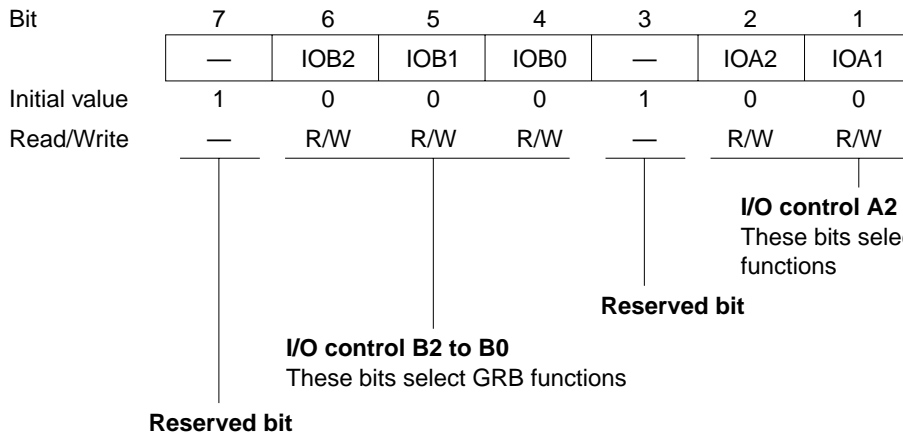 Bit 7 6 5 4 3 2 1
— IOB2 IOB1 IOB0 — IOA2 IOA1
Initial value 1 0 0 0 1 0 0
Read/Write — R/W R/W R/W — R/W R/W
I/O control A2
These bits
functions
Reserved bit
I/O control B2 to B0
These bits select GRB functions
Reserved bit